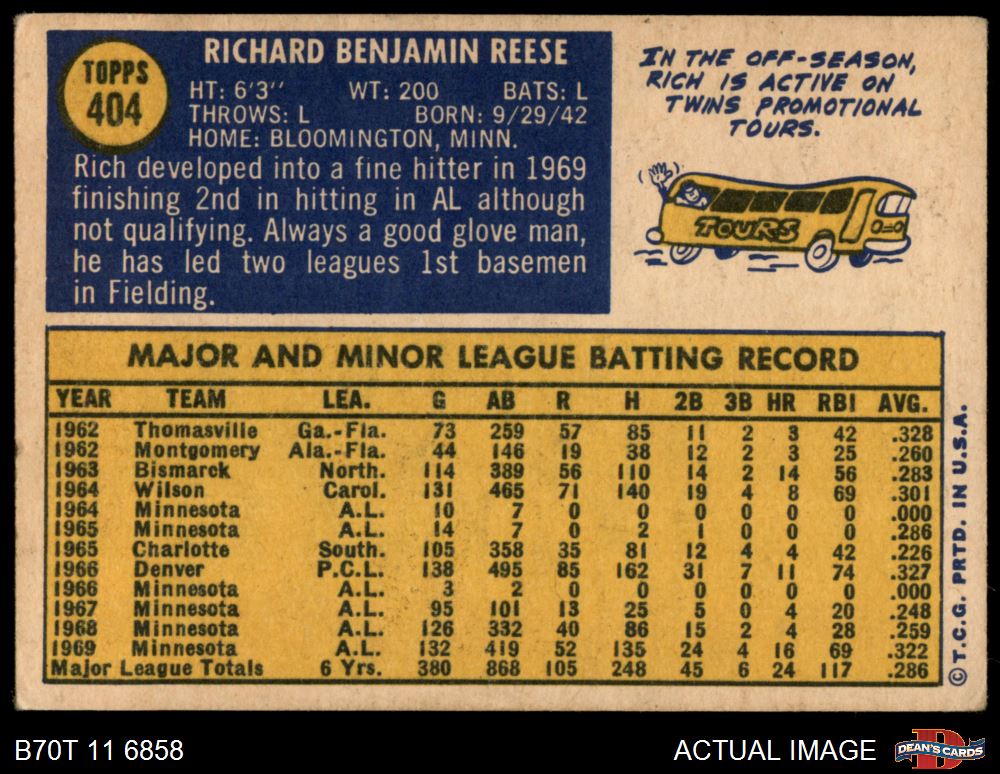 TOPPS
404
RICHARD BENJAMIN REESE
HT: 6'3" WT: 200 BATS: L
THROWS: L BORN: 9/29/42
HOME: BLOOMINGTON, MINN.
Rich developed into a fine hitter in 1969
finishing 2nd in hitting in AL although
not qualifying. Always a good glove man,
he has led two leagues 1st basemen
in Fielding.
IN THE OFF-SEASON,
RICH IS ACTIVE ON
TWINS PROMOTIONAL
TOURS.
TOURS
MAJOR AND MINOR LEAGUE BATTING RECORD
YEAR TEAM LEA. G AB R H 2B 3B HR RBI AVG.
1962 Thomasville Ga.-Fla. 73 259 57 85 11 2 3 42 .328
1962 Montgomery Ala.-Fla. 44 146 19 38 12 2 3 25 .260
1963 Bismarck North. 114 389 56 110 14 2 14 56 .283
1964 Wilson Carol. 131 465 71 140 19 4 8 69 .301
1964 Minnesota A.L. 10 7 0 0 0 0 0 0 .000
1965 Minnesota A.L. 14 7 0 2 1 0 0 0 .286
1965 Charlotte South. 105 358 35 81 12 4 4 42 .226
1966 Denver P.C.L. 138 495 85 162 31 7 11 74 .327
1966 Minnesota A.L. 3 2 0 0 0 0 0 0 .000
1967 Minnesota A.L. 95 101 13 25 5 0 4 20 .248
1968 Minnesota A.L. 126 332 40 86 15 2 4 28 .259
1969 Minnesota A.L. 132 419 52 135 24 4 16 69 .322
Major League Totals 6 Yrs. 380 868 105 248 45 6 24 117 .286
©T.C.G. PRTD. IN U.S.A.
B70T 11 6858
ACTUAL IMAGE
DEAN'S CARDS